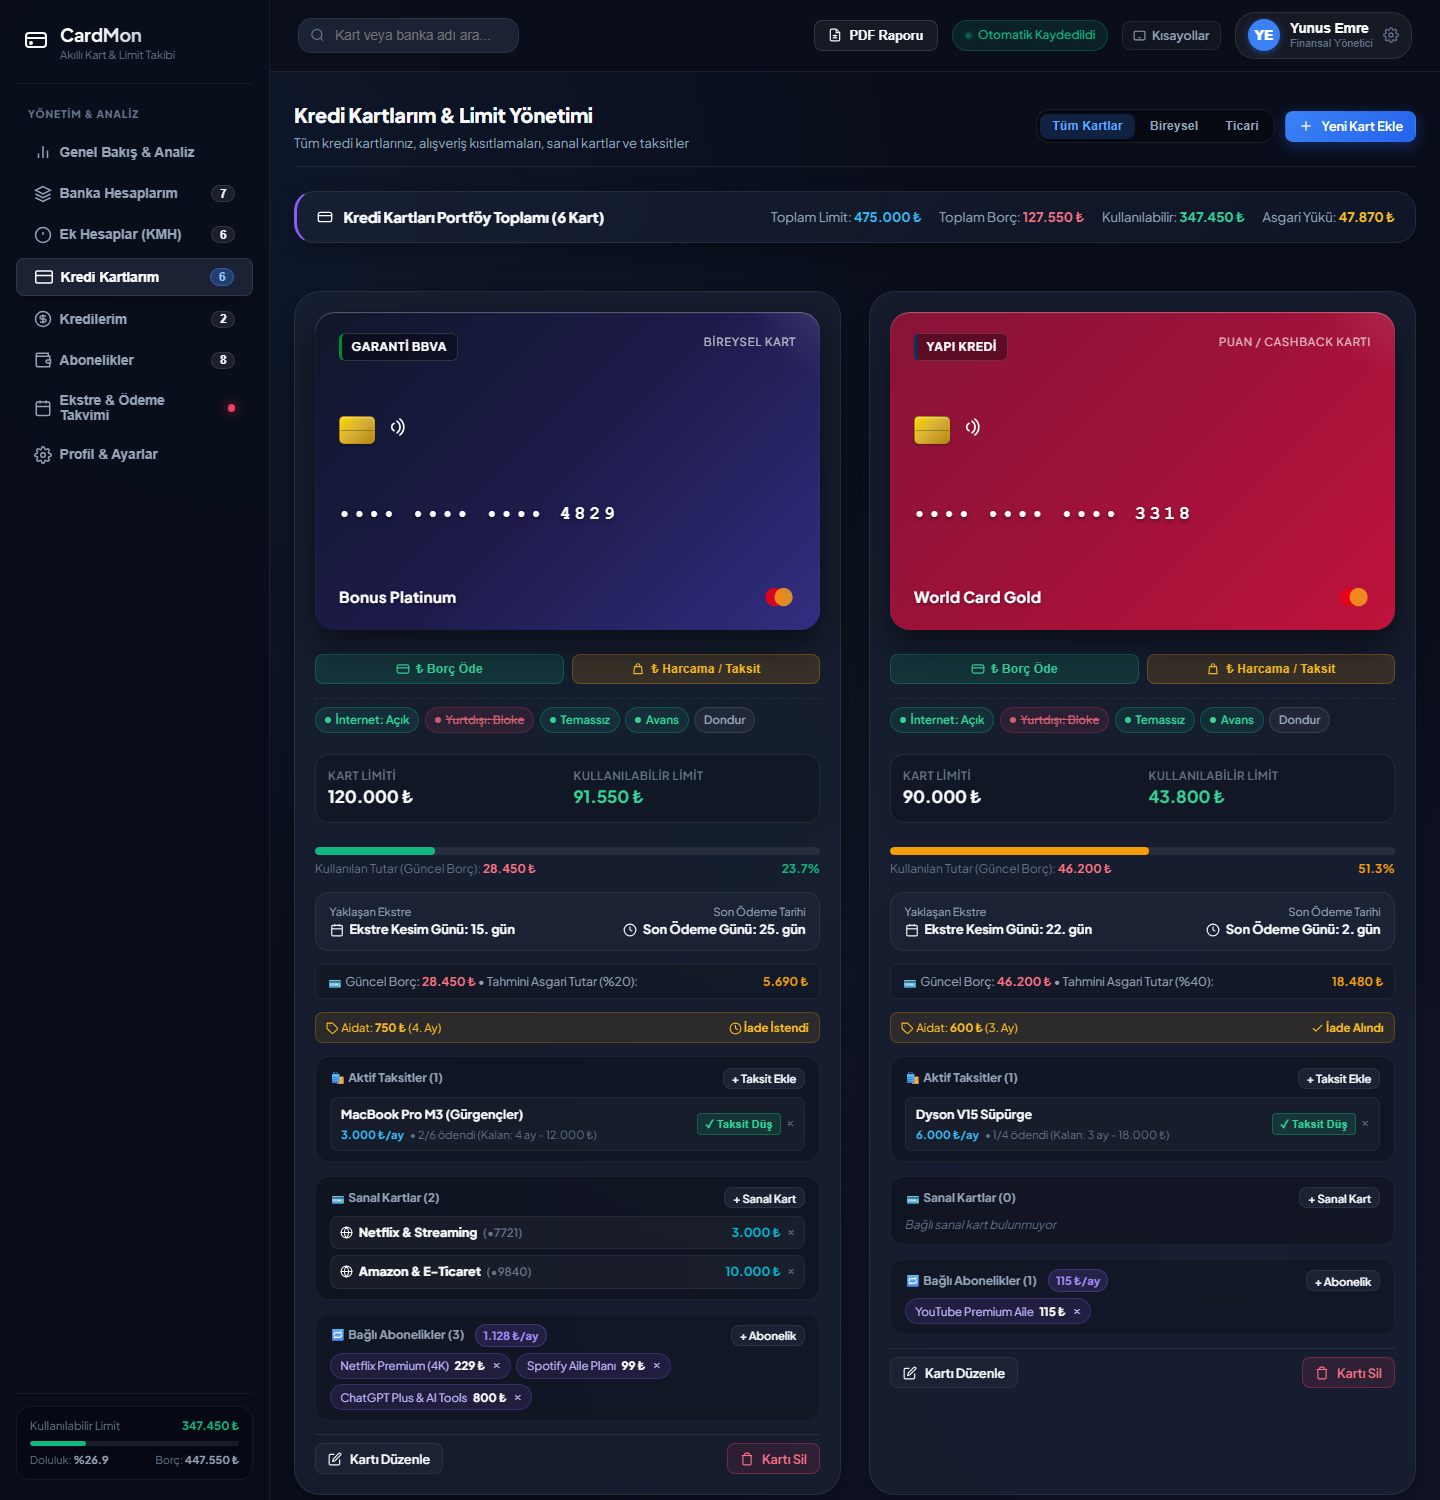 CardMon
Akıllı Kart & Limit Takibi
YÖNETİM & ANALİZ
Genel Bakış & Analiz
Banka Hesaplarım 7
Ek Hesaplar (KMH) 6
Kredi Kartlarım 6
Kredilerim 2
Abonelikler 8
Ekstre & Ödeme
Takvimi
Profil & Ayarlar
Kullanılabilir Limit 347.450 ₺
Doluluk: %26.9 Borç: 447.550 ₺
Kart veya banka adı ara...
PDF Raporu
Otomatik Kaydedildi
Kısayollar
YE
Yunus Emre
Finansal Yönetici
Kredi Kartlarım & Limit Yönetimi
Tüm kredi kartlarınız, alışveriş kısıtlamaları, sanal kartlar ve taksitler
Tüm Kartlar Bireysel Ticari
+ Yeni Kart Ekle
Kredi Kartları Portföy Toplamı (6 Kart)
Toplam Limit: 475.000 ₺ Toplam Borç: 127.550 ₺ Kullanılabilir: 347.450 ₺ Asgari Yükü: 47.870 ₺
GARANTİ BBVA BİREYSEL KART
•••• •••• •••• 4829
Bonus Platinum
₺ Borç Öde ₺ Harcama / Taksit
• İnternet: Açık • Yurtdışı: Bloke • Temassız • Avans Dondur
KART LİMİTİ KULLANILABİLİR LİMİT
120.000 ₺ 91.550 ₺
Kullanılan Tutar (Güncel Borç): 28.450 ₺ 23.7%
Yaklaşan Ekstre Son Ödeme Tarihi
Ekstre Kesim Günü: 15. gün Son Ödeme Günü: 25. gün
Güncel Borç: 28.450 ₺ • Tahmini Asgari Tutar (%20): 5.690 ₺
Aidat: 750 ₺ (4. Ay) İade İstendi
Aktif Taksitler (1) + Taksit Ekle
MacBook Pro M3 (Gürgençler)
3.000 ₺/ay • 2/6 ödendi (Kalan: 4 ay - 12.000 ₺) ✓ Taksit Düş ×
Sanal Kartlar (2) + Sanal Kart
Netflix & Streaming (•7721) 3.000 ₺ ×
Amazon & E-Ticaret (•9840) 10.000 ₺ ×
Bağlı Abonelikler (3) 1.128 ₺/ay + Abonelik
Netflix Premium (4K) 229 ₺ × Spotify Aile Planı 99 ₺ ×
ChatGPT Plus & AI Tools 800 ₺ ×
Kartı Düzenle Kartı Sil
YAPI KREDİ PUAN / CASHBACK KARTI
•••• •••• •••• 3318
World Card Gold
₺ Borç Öde ₺ Harcama / Taksit
• İnternet: Açık • Yurtdışı: Bloke • Temassız • Avans Dondur
KART LİMİTİ KULLANILABİLİR LİMİT
90.000 ₺ 43.800 ₺
Kullanılan Tutar (Güncel Borç): 46.200 ₺ 51.3%
Yaklaşan Ekstre Son Ödeme Tarihi
Ekstre Kesim Günü: 22. gün Son Ödeme Günü: 2. gün
Güncel Borç: 46.200 ₺ • Tahmini Asgari Tutar (%40): 18.480 ₺
Aidat: 600 ₺ (3. Ay) ✓ İade Alındı
Aktif Taksitler (1) + Taksit Ekle
Dyson V15 Süpürge
6.000 ₺/ay • 1/4 ödendi (Kalan: 3 ay - 18.000 ₺) ✓ Taksit Düş ×
Sanal Kartlar (0) + Sanal Kart
Bağlı sanal kart bulunmuyor
Bağlı Abonelikler (1) 115 ₺/ay + Abonelik
YouTube Premium Aile 115 ₺ ×
Kartı Düzenle Kartı Sil